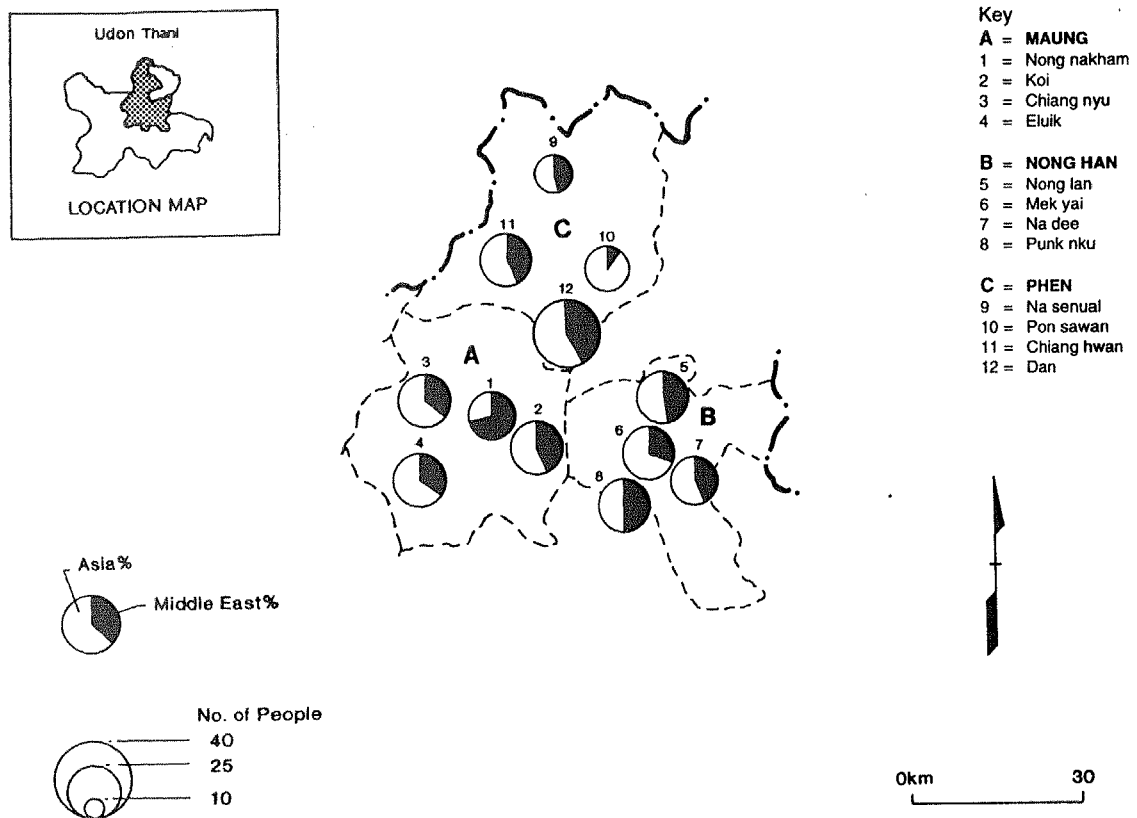 Udon Thani
LOCATION MAP
Key
A = MAUNG
1 = Nong nakham
2 = Koi
3 = Chiang nyu
4 = Eluik
B = NONG HAN
5 = Nong lan
6 = Mek yai
7 = Na dee
8 = Punk nku
C = PHEN
9 = Na senual
10 = Pon sawan
11 = Chiang hwan
12 = Dan
9
11
C
10
12
A
3
1
2
4
5
B
6
7
8
Asia%
Middle East%
No. of People
40
25
10
0km 30